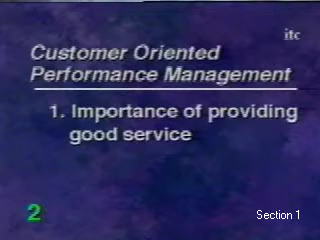 itc
Customer Oriented
Performance Management
1. Importance of providing
good service
2
Section 1